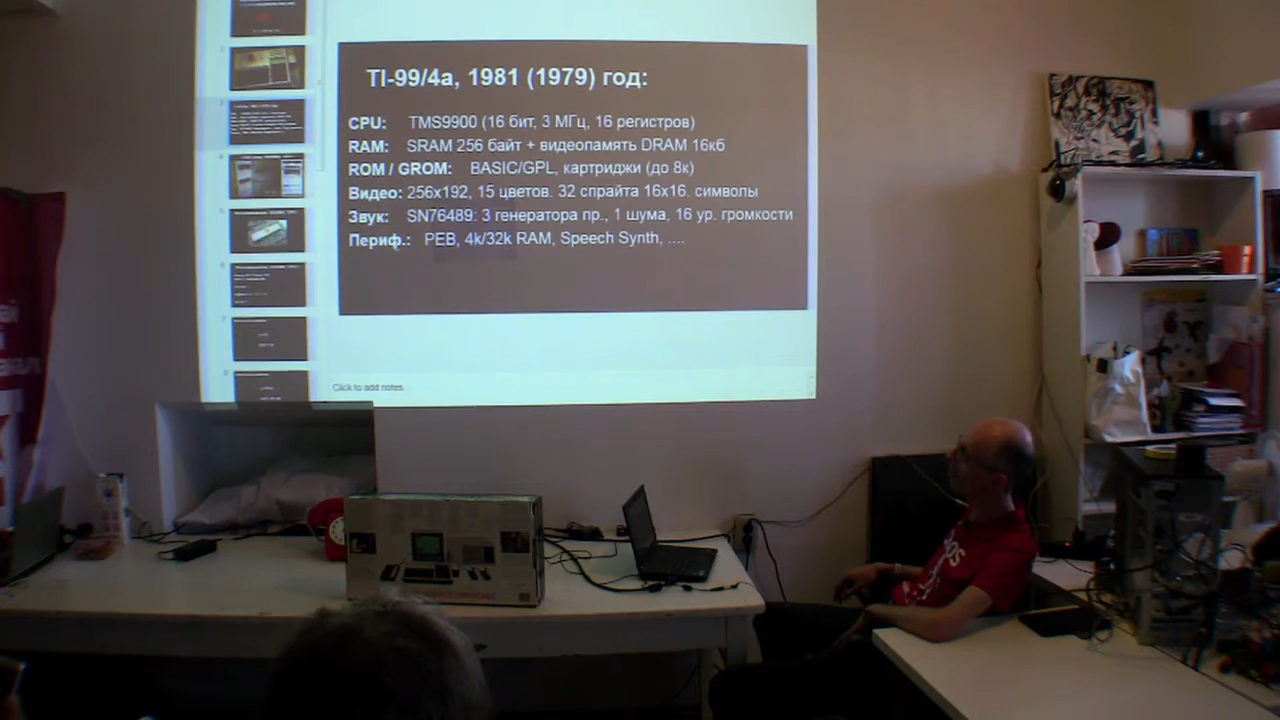 TI-99/4a, 1981 (1979) год:
CPU: TMS9900 (16 бит, 3 МГц, 16 регистров)
RAM: SRAM 256 байт + видеопамять DRAM 16кб
ROM / GROM: BASIC/GPL, картриджи (до 8к)
Видео: 256x192, 15 цветов. 32 спрайта 16x16. символы
Звук: SN76489: 3 генератора пр., 1 шума, 16 ур. громкости
Периф.: PEB, 4k/32k RAM, Speech Synth, ....
Click to add notes